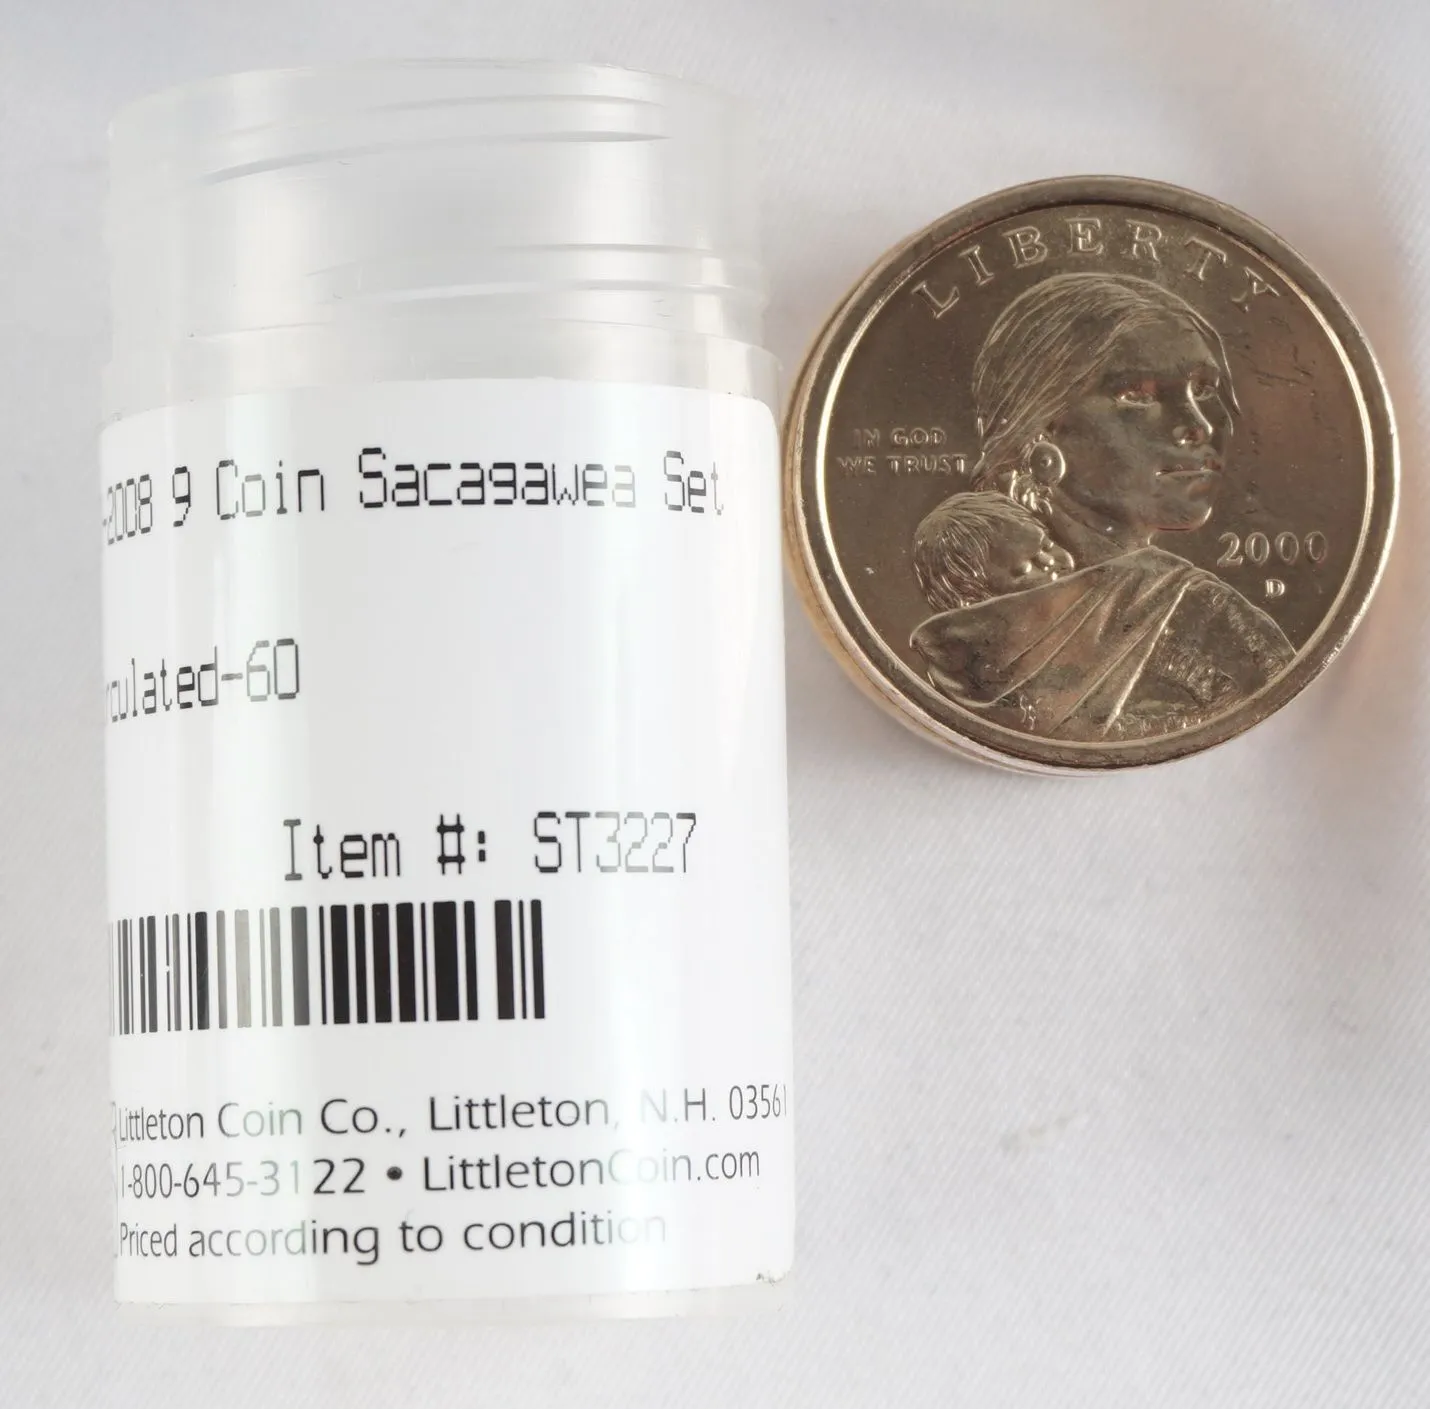 -2008 9 Coin Sacagawea Set
rculated-60
Item #: ST3227
Littleton Coin Co., Littleton, N.H. 03561
1-800-645-3122 • LittletonCoin.com
Priced according to condition
LIBERTY
IN GOD
WE TRUST
2000
D